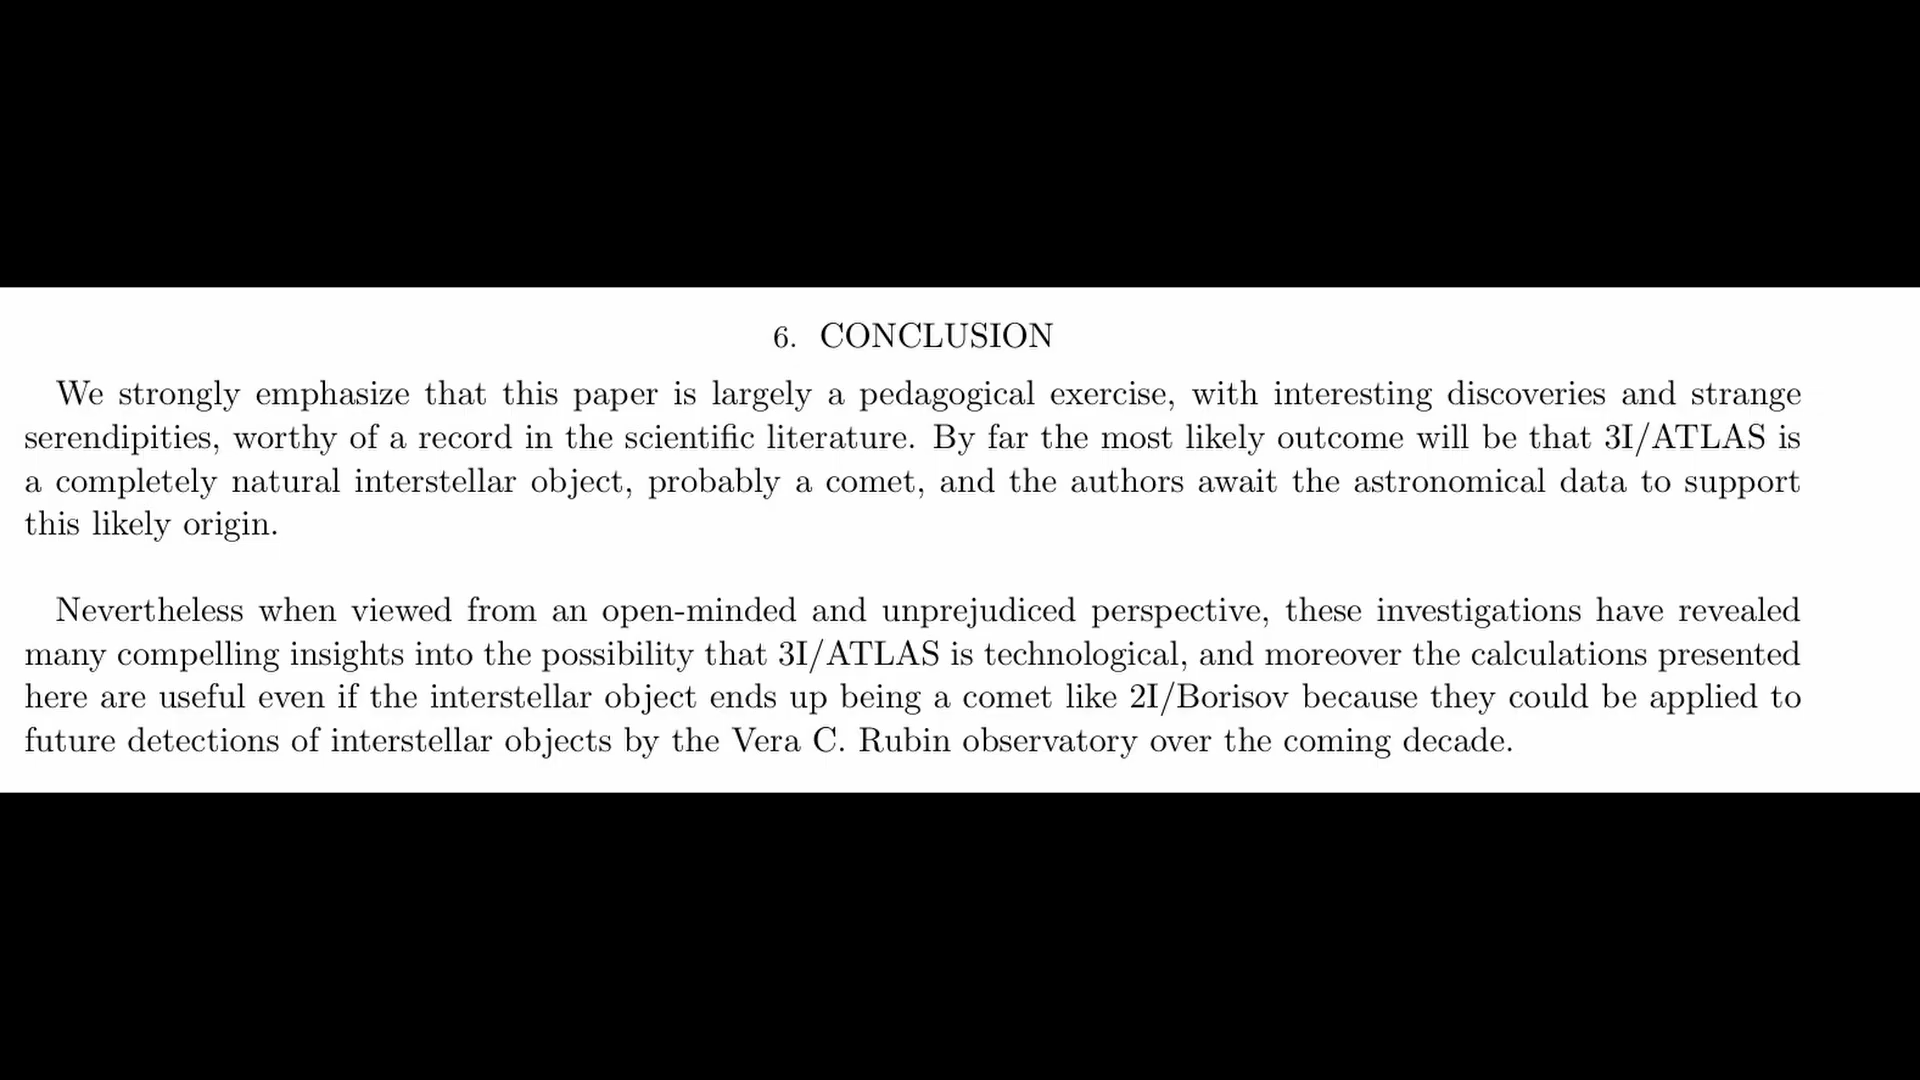 6. CONCLUSION
We strongly emphasize that this paper is largely a pedagogical exercise, with interesting discoveries and strange
serendipities, worthy of a record in the scientific literature. By far the most likely outcome will be that 3I/ATLAS is
a completely natural interstellar object, probably a comet, and the authors await the astronomical data to support
this likely origin.
Nevertheless when viewed from an open-minded and unprejudiced perspective, these investigations have revealed
many compelling insights into the possibility that 3I/ATLAS is technological, and moreover the calculations presented
here are useful even if the interstellar object ends up being a comet like 2I/Borisov because they could be applied to
future detections of interstellar objects by the Vera C. Rubin observatory over the coming decade.